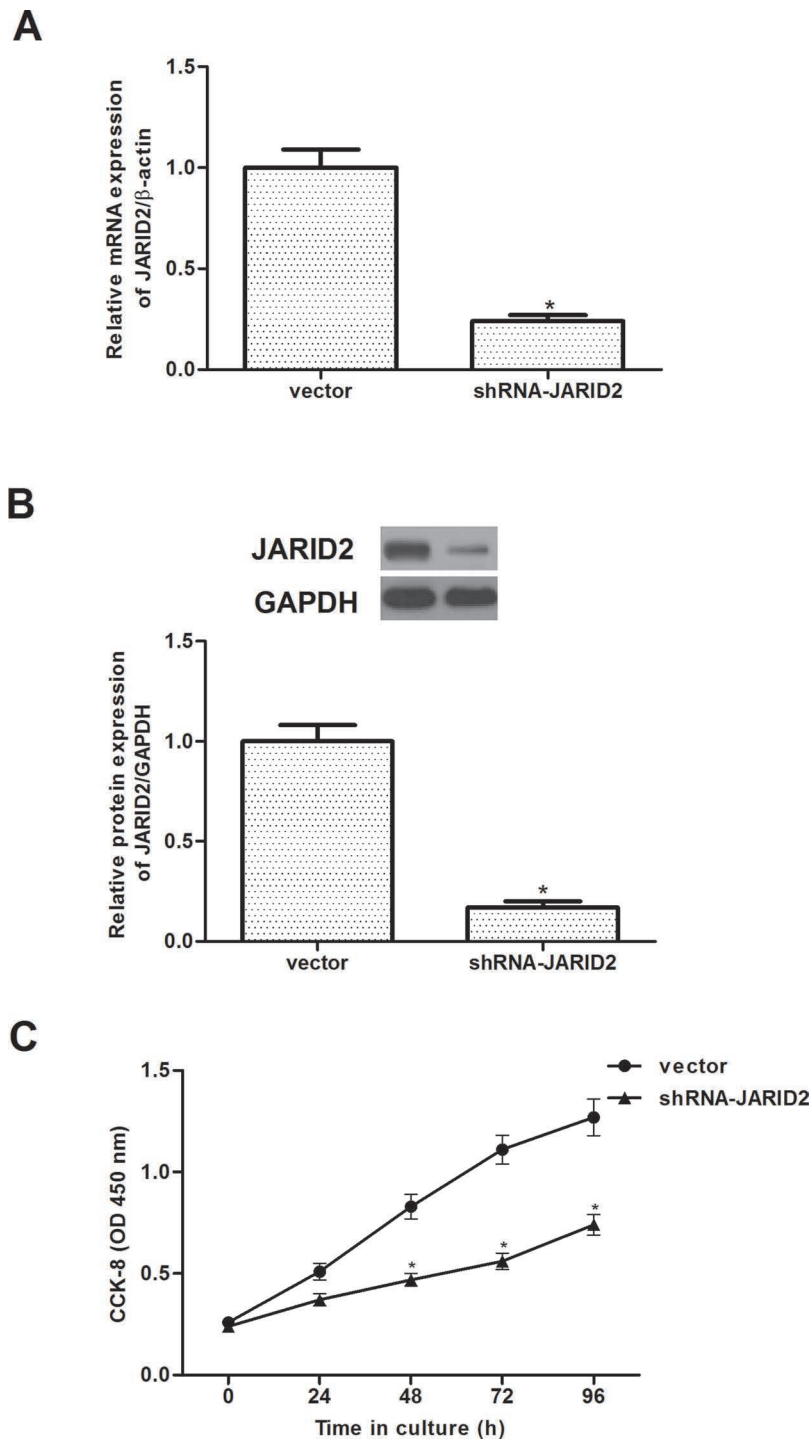 A
Relative mRNA expression
of JARID2/β-actin
1.5
1.0
0.5
0.0
*
vector
shRNA-JARID2
B
JARID2
GAPDH
Relative protein expression
of JARID2/GAPDH
1.5
1.0
0.5
0.0
*
vector
shRNA-JARID2
C
vector
shRNA-JARID2
CCK-8 (OD 450 nm)
1.5
1.0
0.5
0.0
*
*
*
0
24
48
72
96
Time in culture (h)